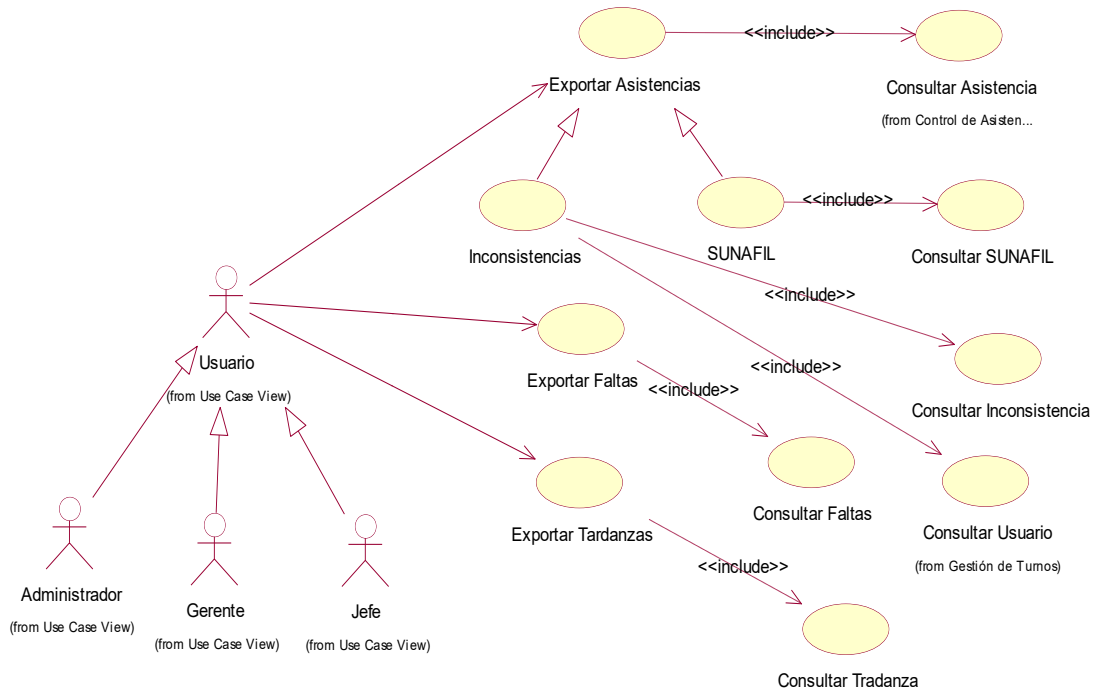 <<include>>
Exportar Asistencias
Consultar Asistencia
(from Control de Asisten...
<<include>>
Inconsistencias
SUNAFIL
Consultar SUNAFIL
<<include>>
Usuario
(from Use Case View)
Exportar Faltas
<<include>>
<<include>>
Consultar Inconsistencia
Exportar Tardanzas
Consultar Faltas
Consultar Usuario
(from Gestión de Turnos)
<<include>>
Administrador
(from Use Case View)
Gerente
(from Use Case View)
Jefe
(from Use Case View)
Consultar Tradanza